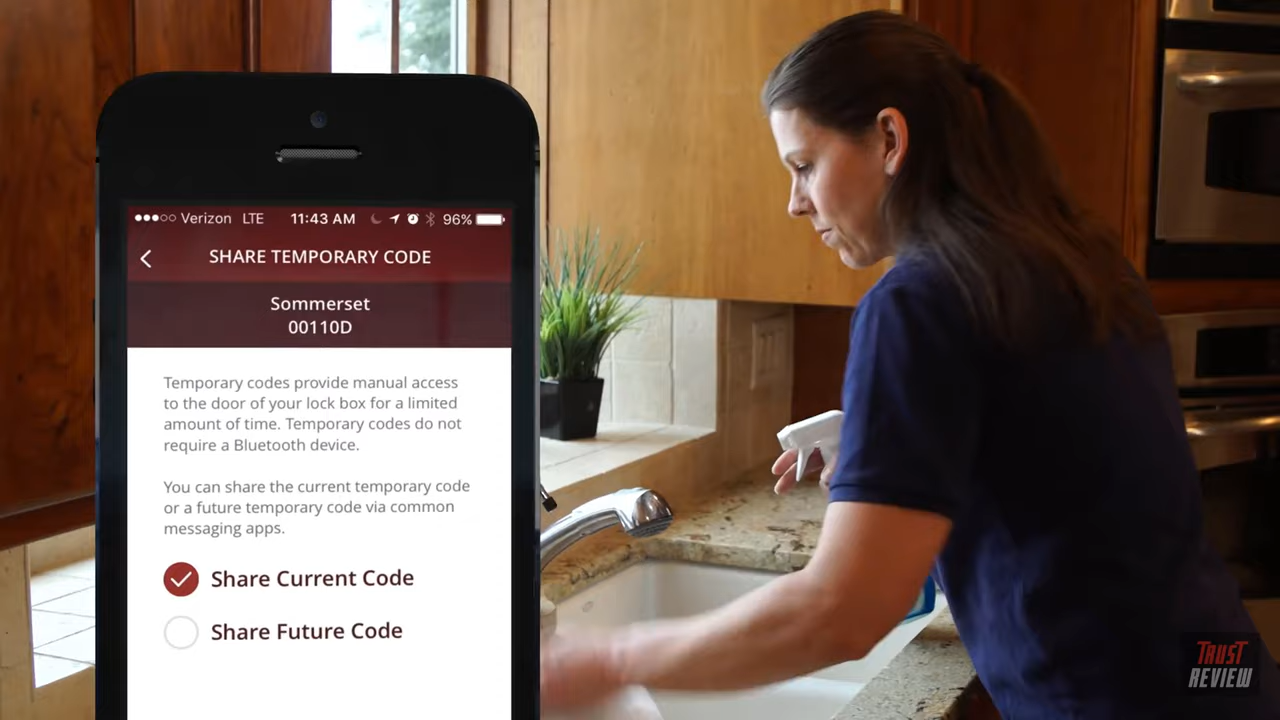 Verizon LTE 11:43 AM 96%
SHARE TEMPORARY CODE
Sommerset
00110D
Temporary codes provide manual access
to the door of your lock box for a limited
amount of time. Temporary codes do not
require a Bluetooth device.
You can share the current temporary code
or a future temporary code via common
messaging apps.
Share Current Code
Share Future Code
TRUST
REVIEW